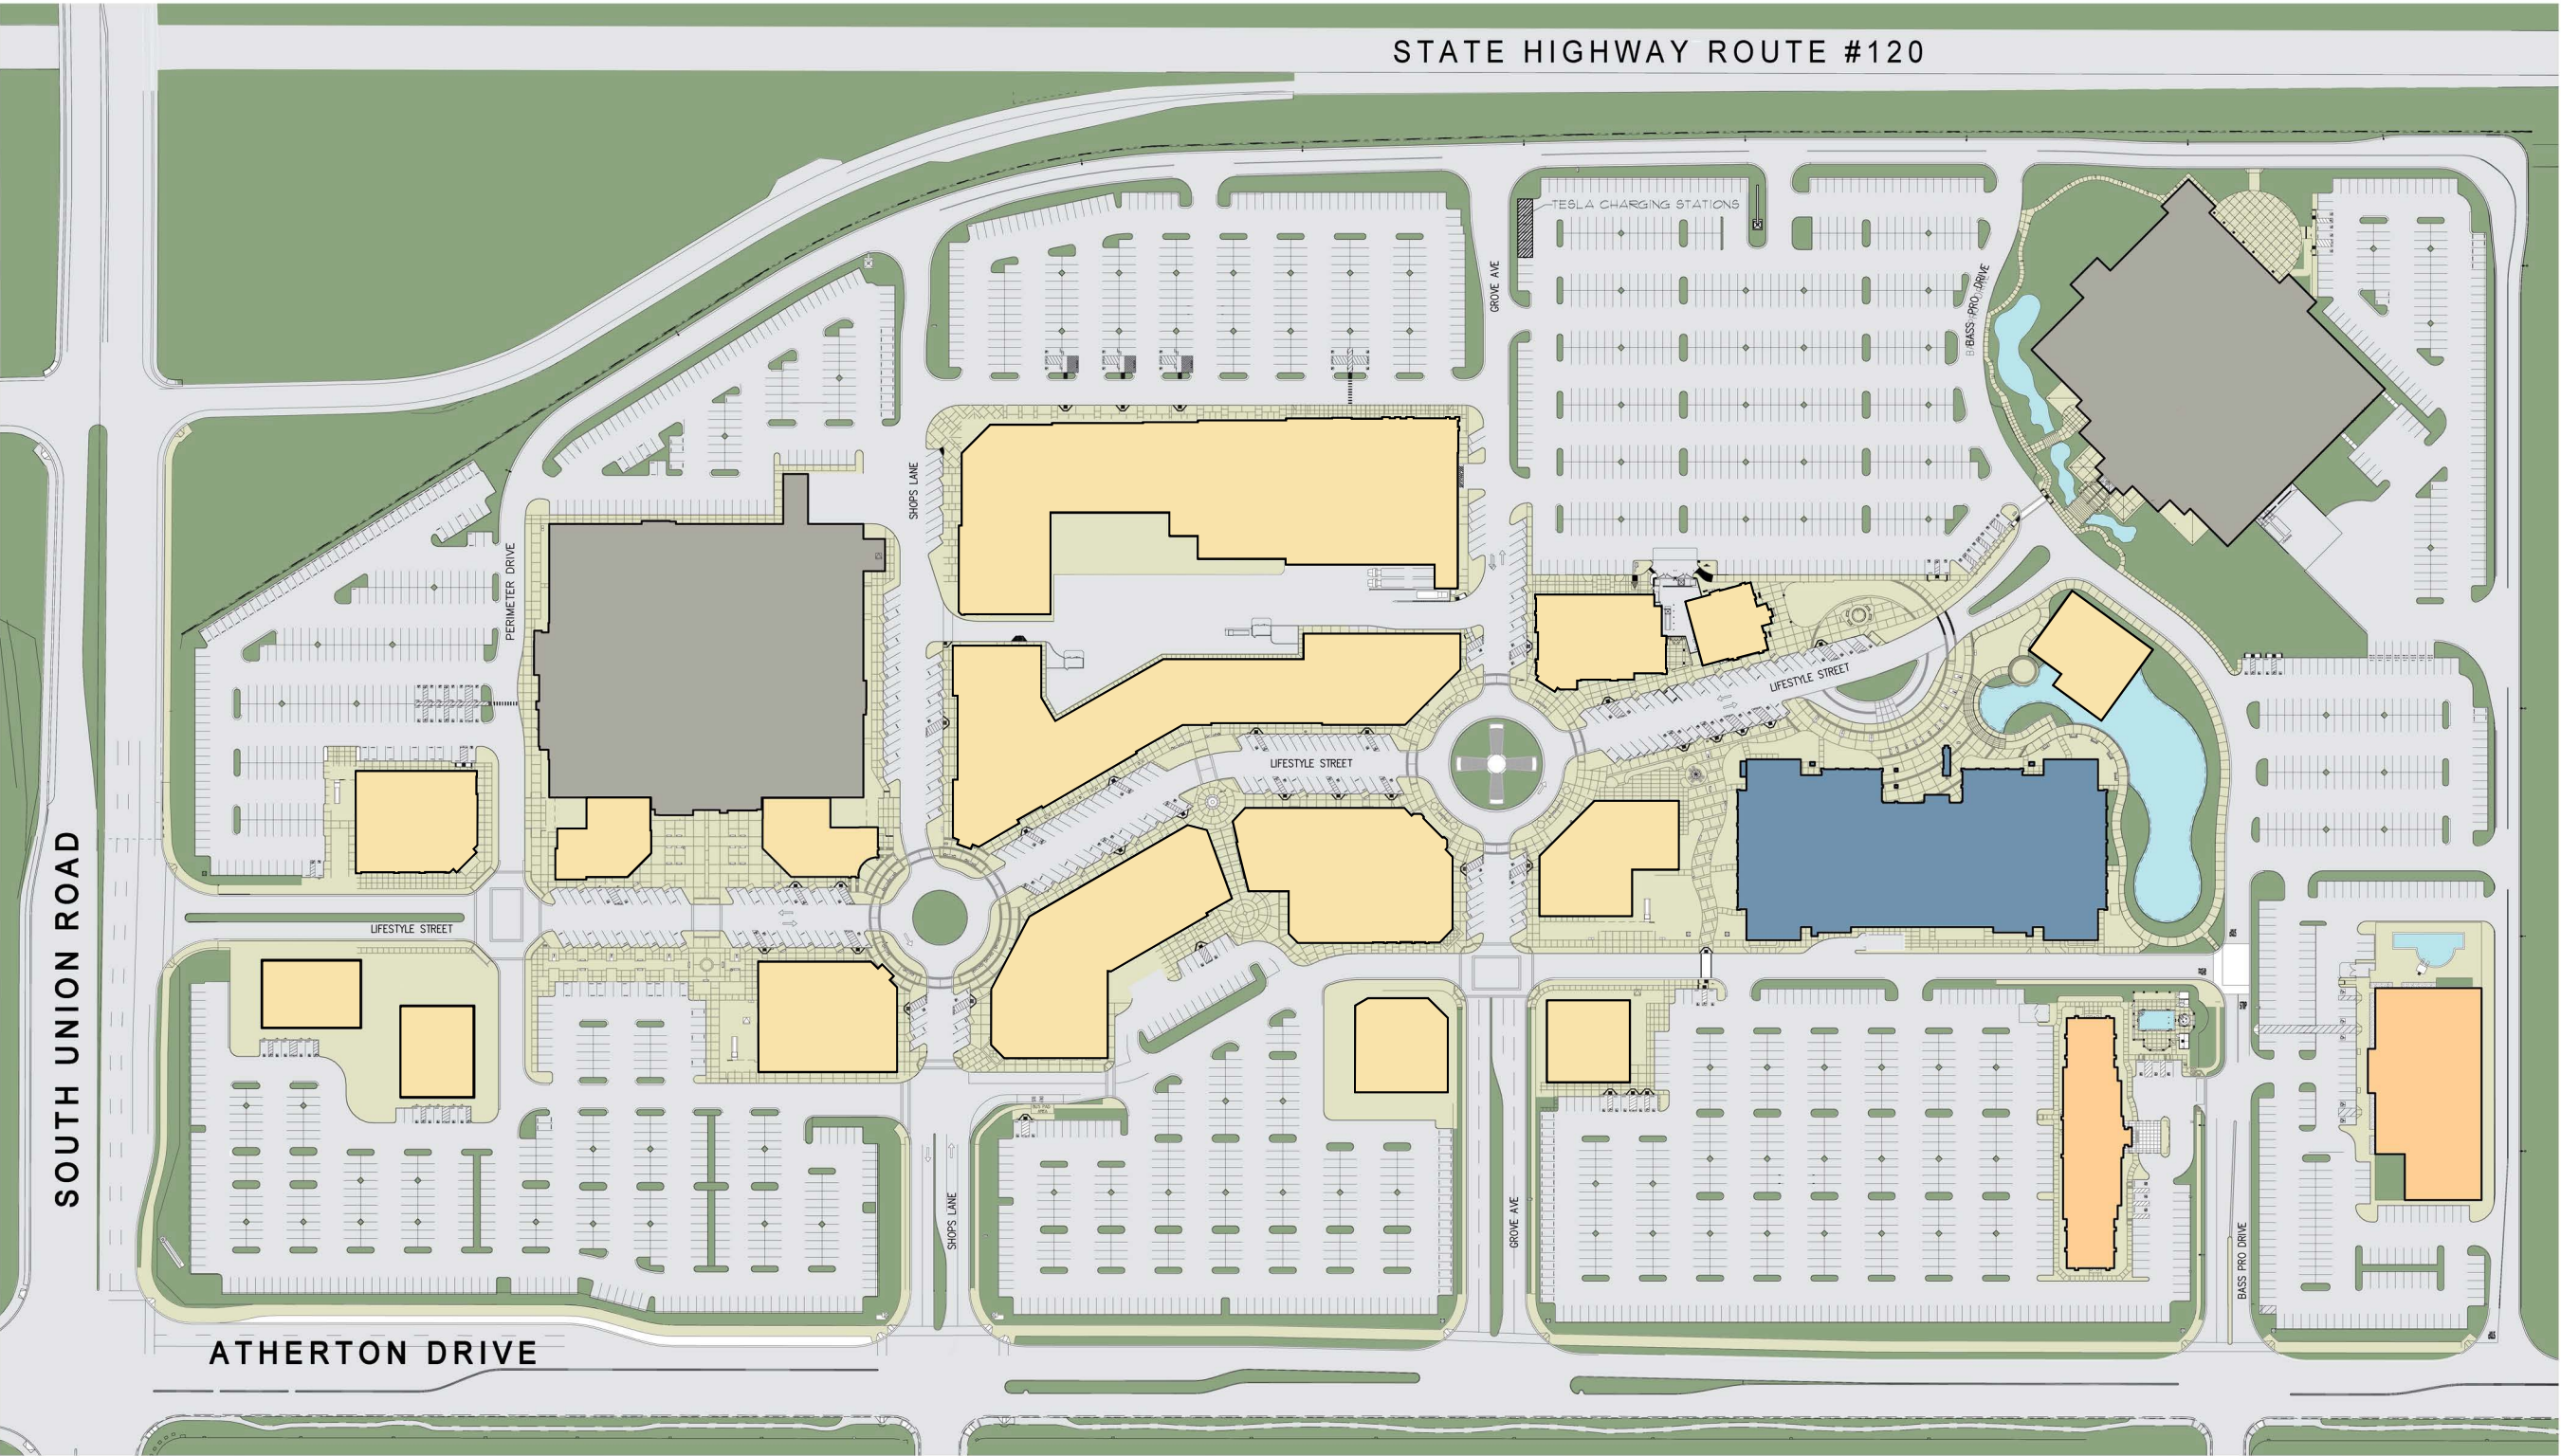 STATE HIGHWAY ROUTE #120
TESLA CHARGING STATIONS
GROVE AVE
BASS PRO DRIVE
SHOPS LANE
PERIMETER DRIVE
LIFESTYLE STREET
LIFESTYLE STREET
LIFESTYLE STREET
SOUTH UNION ROAD
SHOPS LANE
GROVE AVE
BASS PRO DRIVE
ATHERTON DRIVE